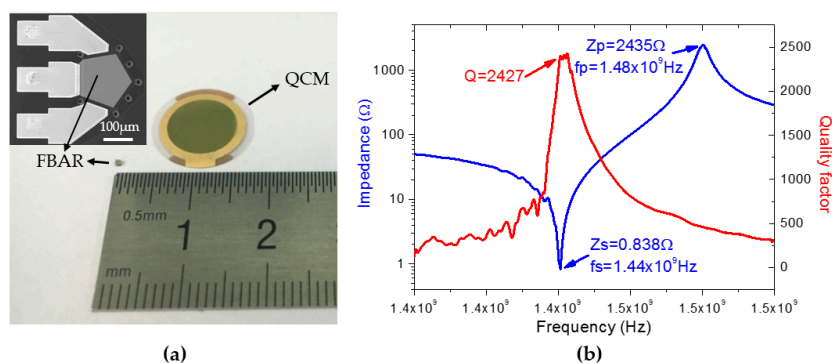 100μm
FBAR
QCM
0.5mm
1
2
mm
(a)
Impedance (Ω)
1000
100
10
1
Q=2427
Zp=2435Ω
fp=1.48x10⁹Hz
Zs=0.838Ω
fs=1.44x10⁹Hz
2500
2000
1500
1000
500
0
Quality factor
1.4x10⁹ 1.4x10⁹ 1.4x10⁹ 1.5x10⁹ 1.5x10⁹ 1.5x10⁹
Frequency (Hz)
(b)